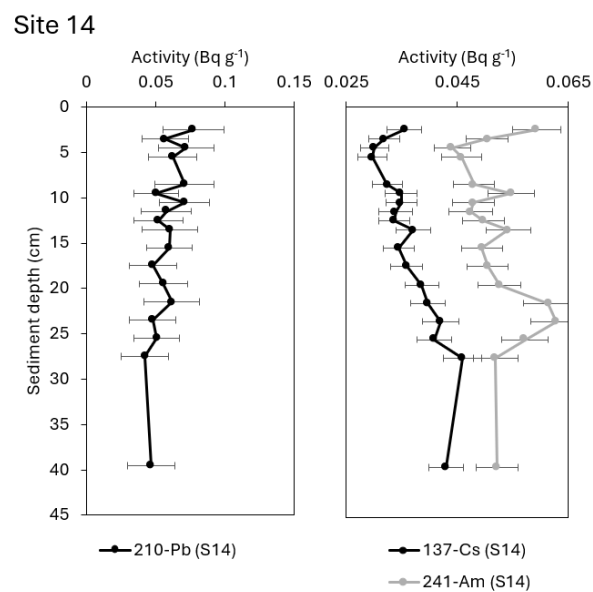 Site 14
Activity (Bq g⁻¹)
Activity (Bq g⁻¹)
0 0.05 0.1 0.15
0.025 0.045 0.065
0
5
10
15
20
25
30
35
40
45
Sediment depth (cm)
210-Pb (S14)
137-Cs (S14)
241-Am (S14)